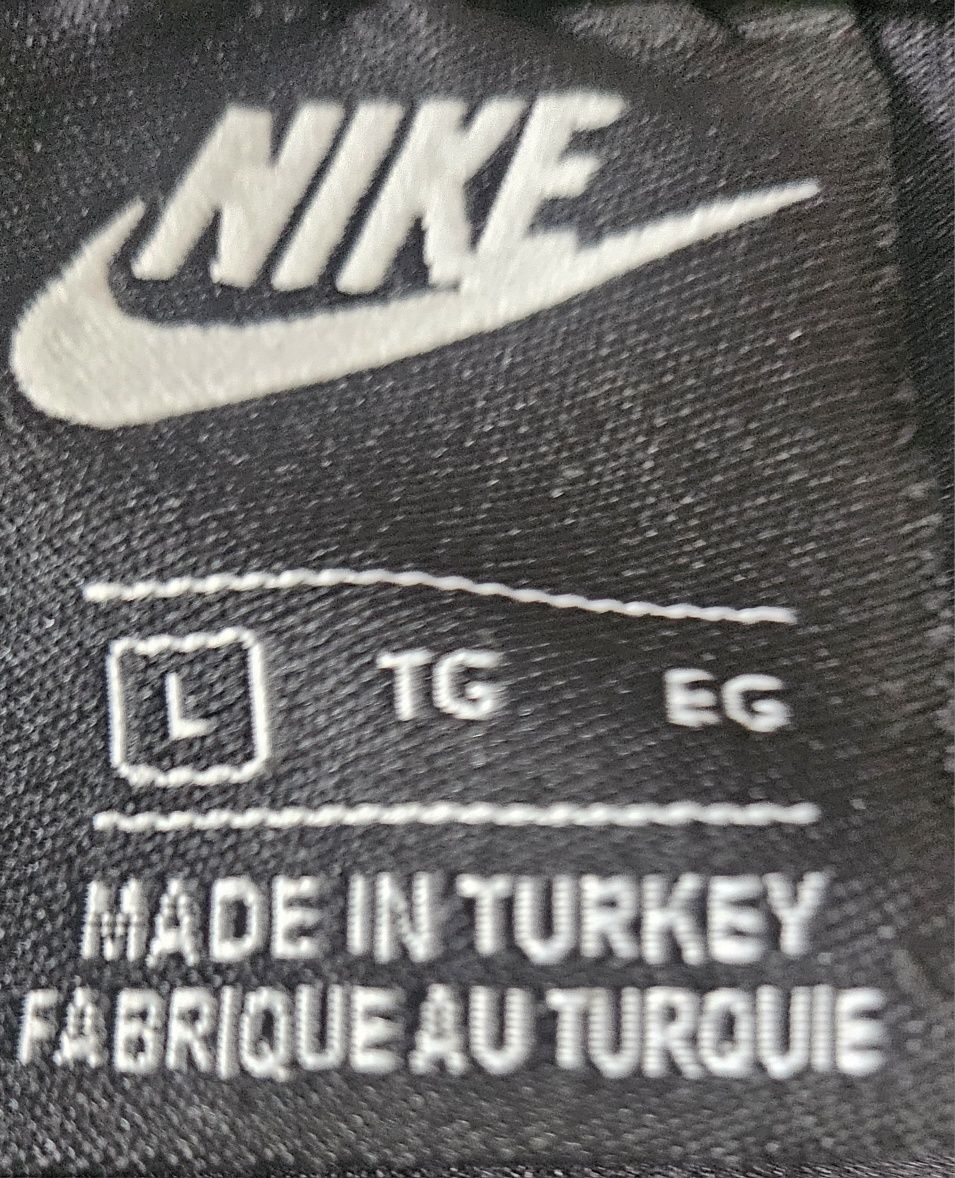 NIKE
L TG EG
MADE IN TURKEY
FABRIQUE AU TURQUIE